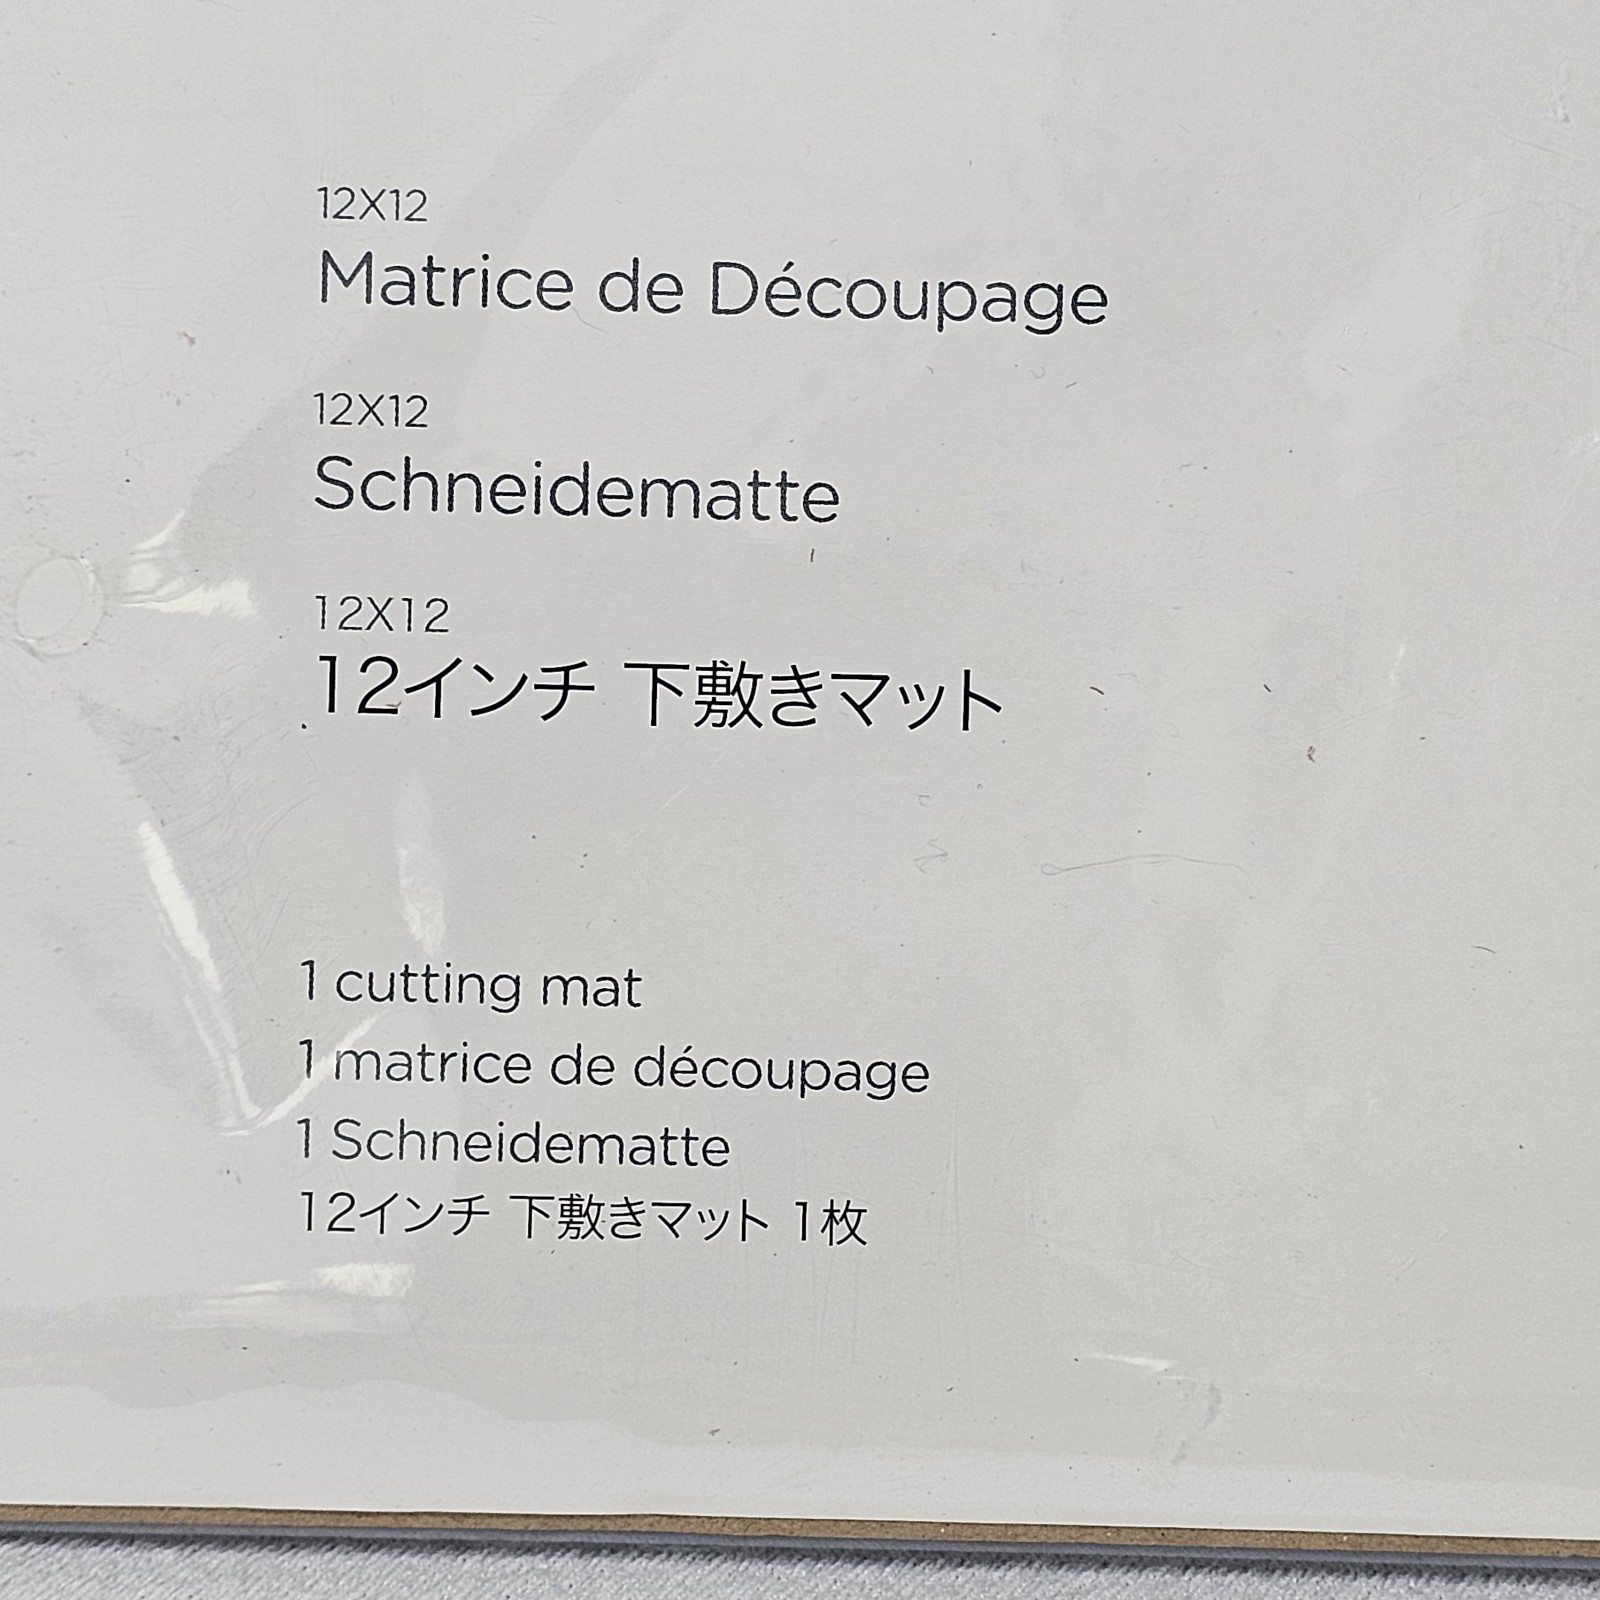 12X12
Matrice de Découpage
12X12
Schneidematte
12X12
12インチ 下敷きマット
1 cutting mat
1 matrice de découpage
1 Schneidematte
12インチ 下敷きマット 1枚